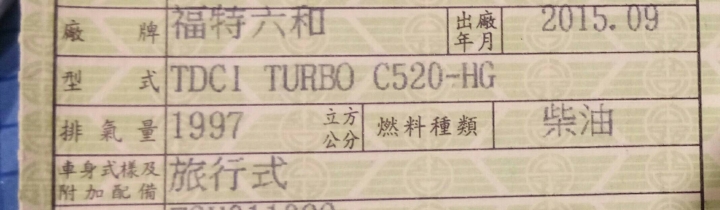 廠牌 福特六和 出廠年月 2015.09
型式 TDCI TURBO C520-HG
排氣量 1997 立方公分 燃料種類 柴油
車身式樣及附加配備 旅行式